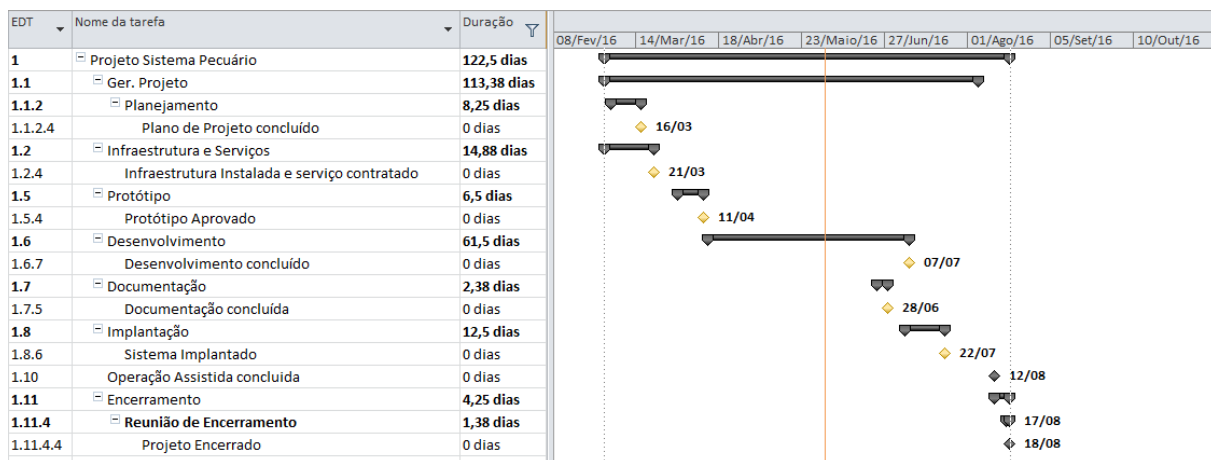 EDT Nome da tarefa Duração 08/Fev/16 14/Mar/16 18/Abr/16 23/Maio/16 27/Jun/16 01/Ago/16 05/Set/16 10/Out/16
1 Projeto Sistema Pecuário 122,5 dias
1.1 Ger. Projeto 113,38 dias
1.1.2 Planejamento 8,25 dias
1.1.2.4 Plano de Projeto concluído 0 dias 16/03
1.2 Infraestrutura e Serviços 14,88 dias
1.2.4 Infraestrutura Instalada e serviço contratado 0 dias 21/03
1.5 Protótipo 6,5 dias
1.5.4 Protótipo Aprovado 0 dias 11/04
1.6 Desenvolvimento 61,5 dias
1.6.7 Desenvolvimento concluído 0 dias 07/07
1.7 Documentação 2,38 dias
1.7.5 Documentação concluída 0 dias 28/06
1.8 Implantação 12,5 dias
1.8.6 Sistema Implantado 0 dias 22/07
1.10 Operação Assistida concluida 0 dias 12/08
1.11 Encerramento 4,25 dias
1.11.4 Reunião de Encerramento 1,38 dias 17/08
1.11.4.4 Projeto Encerrado 0 dias 18/08